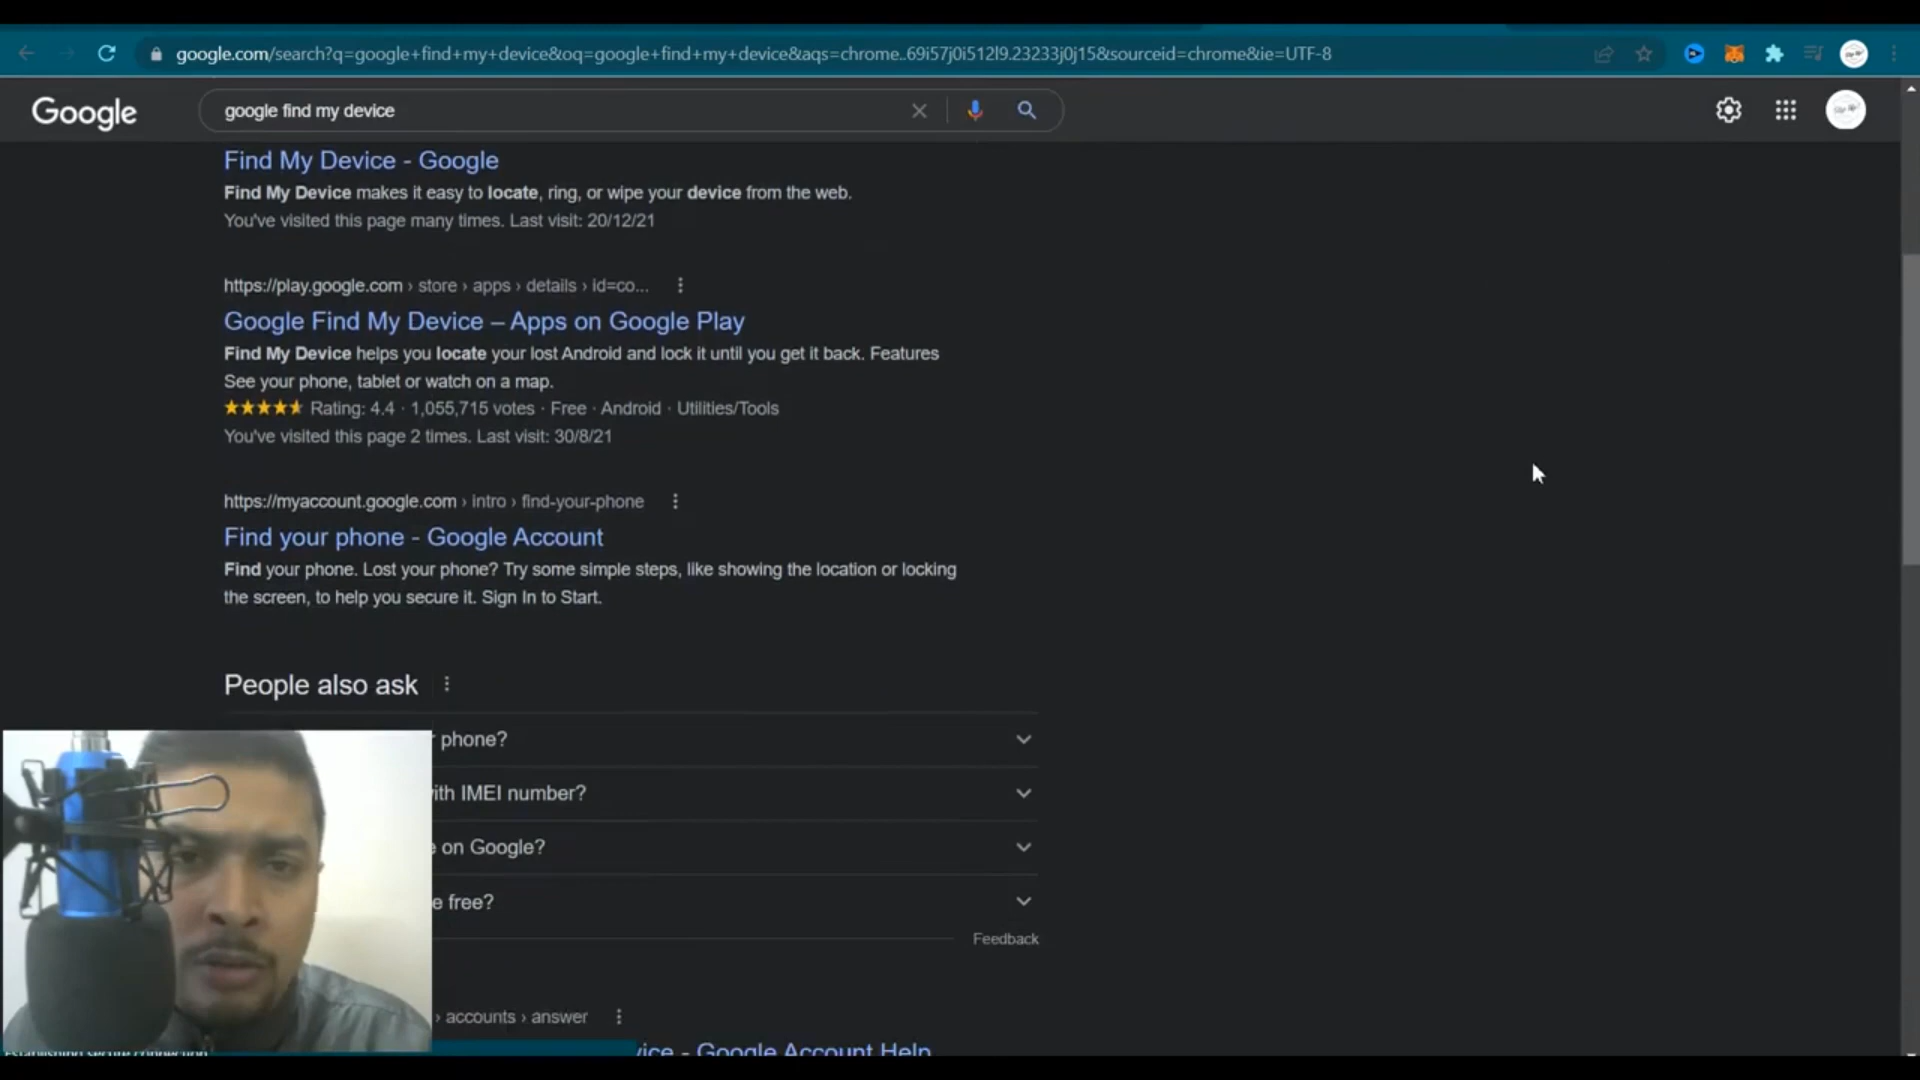 google.com/search?q=google+find+my+device&oq=google+find+my+device&aqs=chrome..69i57j0i512l9.23233j0j15&sourceid=chrome&ie=UTF-8
Google
google find my device
Find My Device - Google
Find My Device makes it easy to locate, ring, or wipe your device from the web.
You've visited this page many times. Last visit: 20/12/21
https://play.google.com › store › apps › details › id=co...
Google Find My Device – Apps on Google Play
Find My Device helps you locate your lost Android and lock it until you get it back. Features
See your phone, tablet or watch on a map.
Rating: 4.4 · 1,055,715 votes · Free · Android · Utilities/Tools
You've visited this page 2 times. Last visit: 30/8/21
https://myaccount.google.com › intro › find-your-phone
Find your phone - Google Account
Find your phone. Lost your phone? Try some simple steps, like showing the location or locking
the screen, to help you secure it. Sign In to Start.
People also ask
phone?
ith IMEI number?
e on Google?
e free?
Feedback
› accounts › answer
vice - Google Account Help
Establishing secure connection